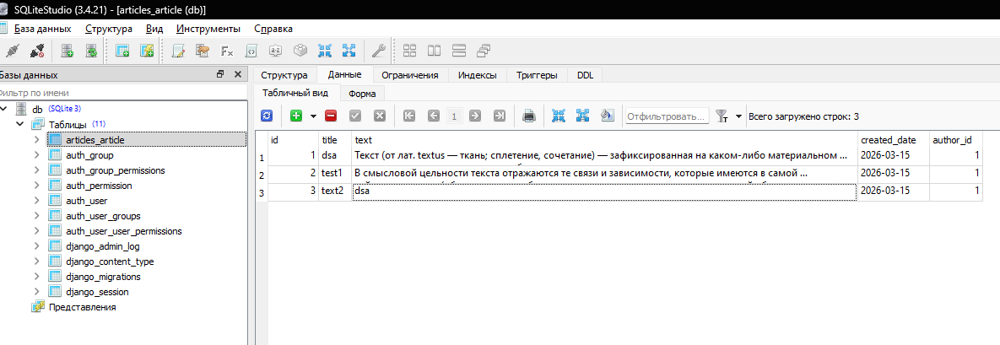 SQLiteStudio (3.4.21) - [articles_article (db)]
База данных Структура Вид Инструменты Справка
Базы данных
Фильтр по имени
db (SQLite 3)
Таблицы (11)
articles_article
auth_group
auth_group_permissions
auth_permission
auth_user
auth_user_groups
auth_user_user_permissions
django_admin_log
django_content_type
django_migrations
django_session
Представления
Структура Данные Ограничения Индексы Триггеры DDL
Табличный вид Форма
1 Отфильтровать... Всего загружено строк: 3
id title text created_date author_id
1 1 dsa Текст (от лат. textus — ткань; сплетение, сочетание) — зафиксированная на каком-либо материальном ... 2026-03-15 1
2 2 test1 В смысловой цельности текста отражаются те связи и зависимости, которые имеются в самой ... 2026-03-15 1
3 3 text2 dsa 2026-03-15 1